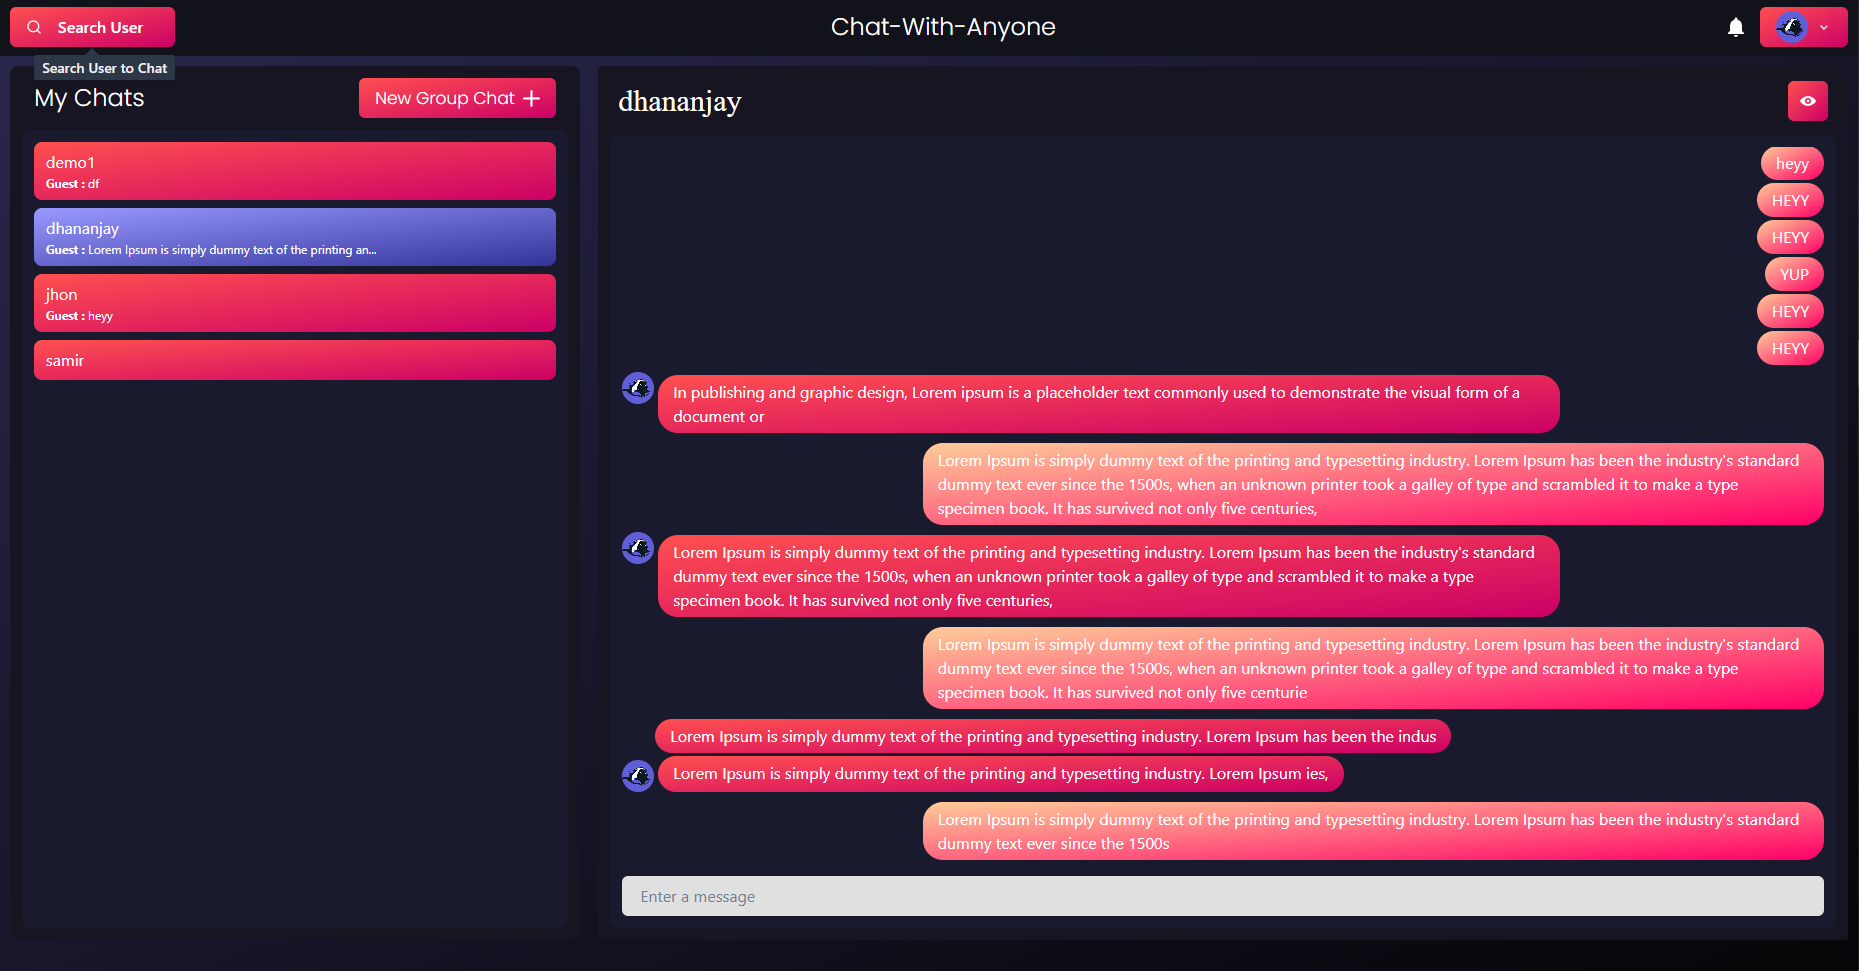 Search User
Chat-With-Anyone
Search User to Chat
My Chats
New Group Chat
demo1
Guest : df
dhananjay
Guest : Lorem Ipsum is simply dummy text of the printing an...
jhon
Guest : heyy
samir
dhananjay
heyy
HEYY
HEYY
YUP
HEYY
HEYY
In publishing and graphic design, Lorem ipsum is a placeholder text commonly used to demonstrate the visual form of a
document or
Lorem Ipsum is simply dummy text of the printing and typesetting industry. Lorem Ipsum has been the industry's standard
dummy text ever since the 1500s, when an unknown printer took a galley of type and scrambled it to make a type
specimen book. It has survived not only five centuries,
Lorem Ipsum is simply dummy text of the printing and typesetting industry. Lorem Ipsum has been the industry's standard
dummy text ever since the 1500s, when an unknown printer took a galley of type and scrambled it to make a type
specimen book. It has survived not only five centuries,
Lorem Ipsum is simply dummy text of the printing and typesetting industry. Lorem Ipsum has been the industry's standard
dummy text ever since the 1500s, when an unknown printer took a galley of type and scrambled it to make a type
specimen book. It has survived not only five centurie
Lorem Ipsum is simply dummy text of the printing and typesetting industry. Lorem Ipsum has been the indus
Lorem Ipsum is simply dummy text of the printing and typesetting industry. Lorem Ipsum ies,
Lorem Ipsum is simply dummy text of the printing and typesetting industry. Lorem Ipsum has been the industry's standard
dummy text ever since the 1500s
Enter a message